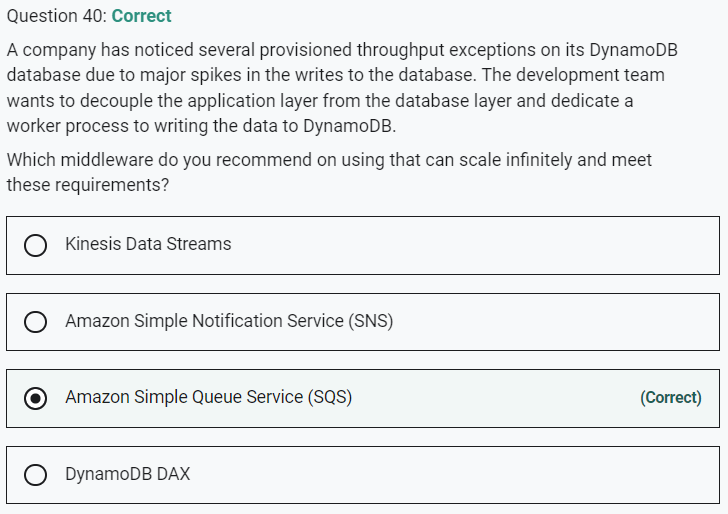 Question 40: Correct
A company has noticed several provisioned throughput exceptions on its DynamoDB
database due to major spikes in the writes to the database. The development team
wants to decouple the application layer from the database layer and dedicate a
worker process to writing the data to DynamoDB.
Which middleware do you recommend on using that can scale infinitely and meet
these requirements?
Kinesis Data Streams
Amazon Simple Notification Service (SNS)
Amazon Simple Queue Service (SQS) (Correct)
DynamoDB DAX